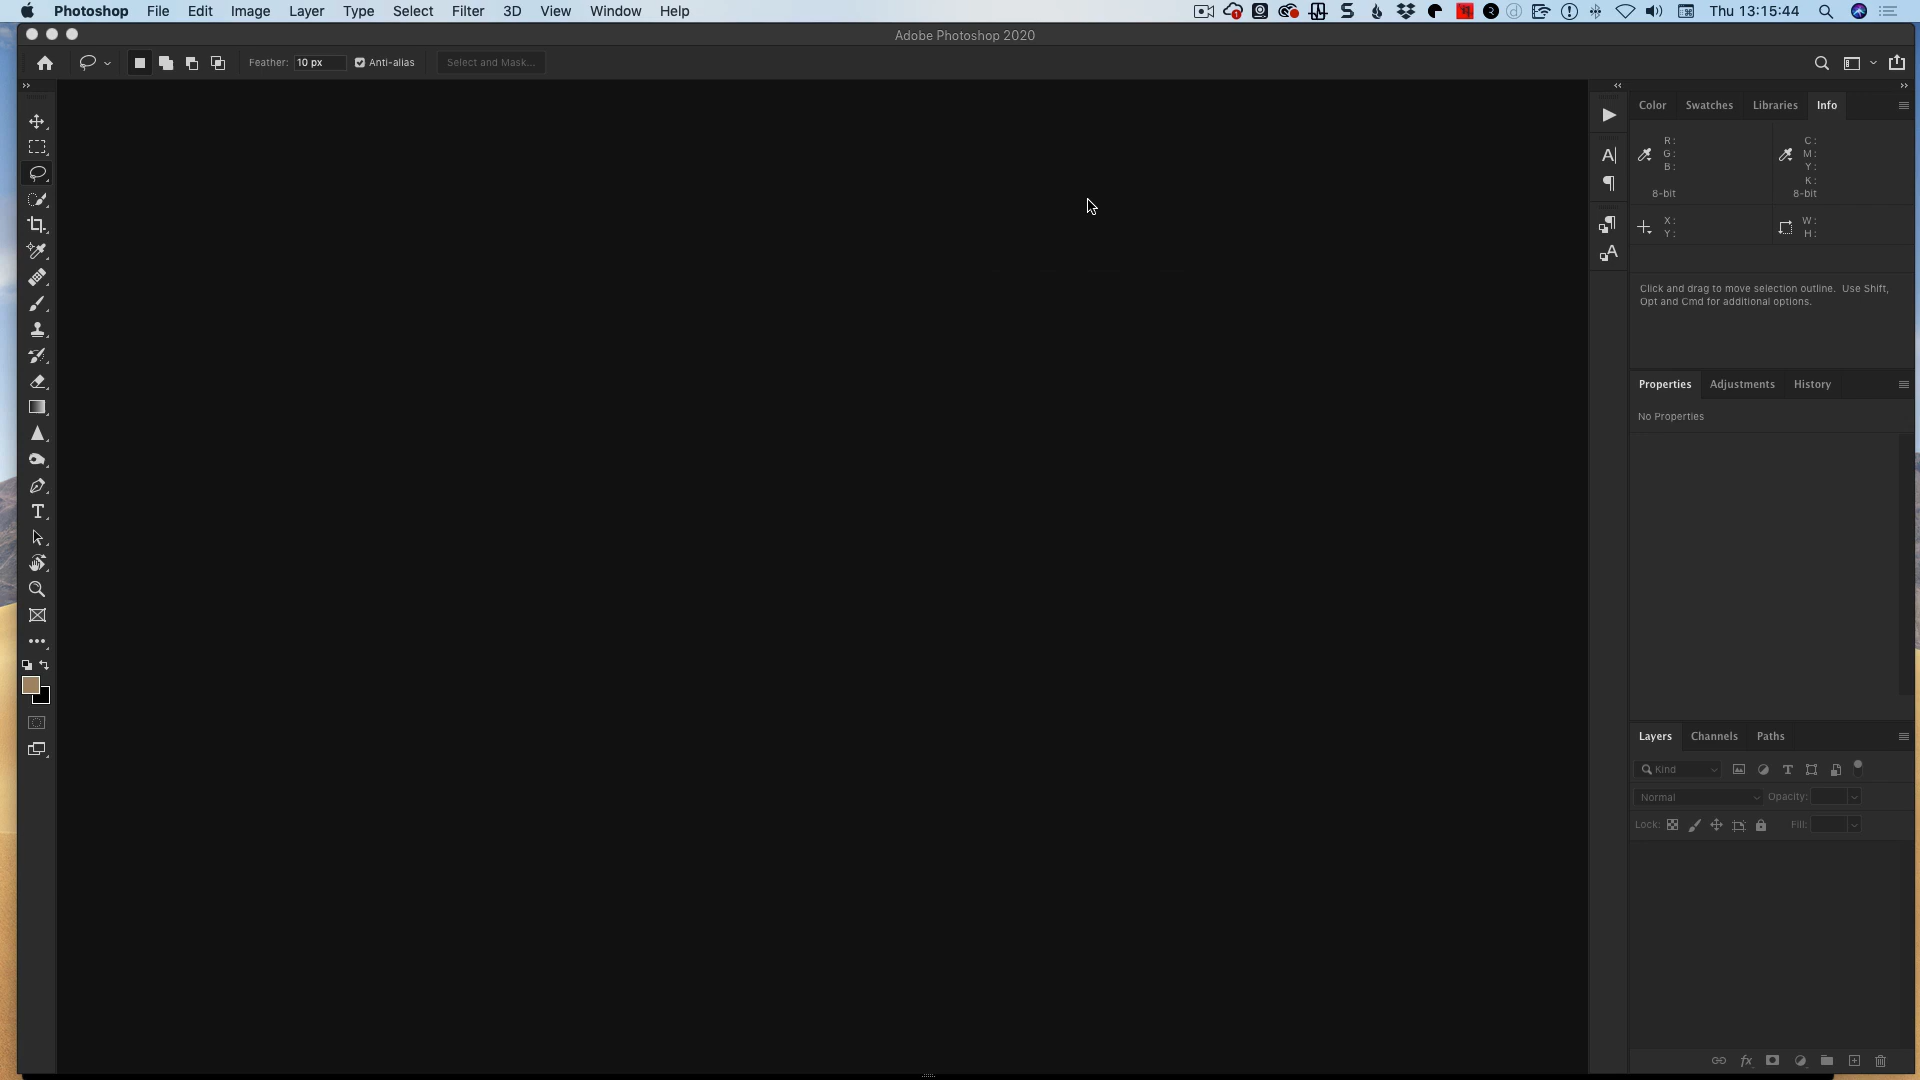 Photoshop File Edit Image Layer Type Select Filter 3D View Window Help Thu 13:15:44
Adobe Photoshop 2020
Feather: 10 px Anti-alias Select and Mask...
Color Swatches Libraries Info
R: C:
G: M:
B: Y:
K:
8-bit 8-bit
X: W:
Y: H:
Click and drag to move selection outline. Use Shift,
Opt and Cmd for additional options.
Properties Adjustments History
No Properties
Layers Channels Paths
Kind
Normal Opacity:
Lock: Fill: